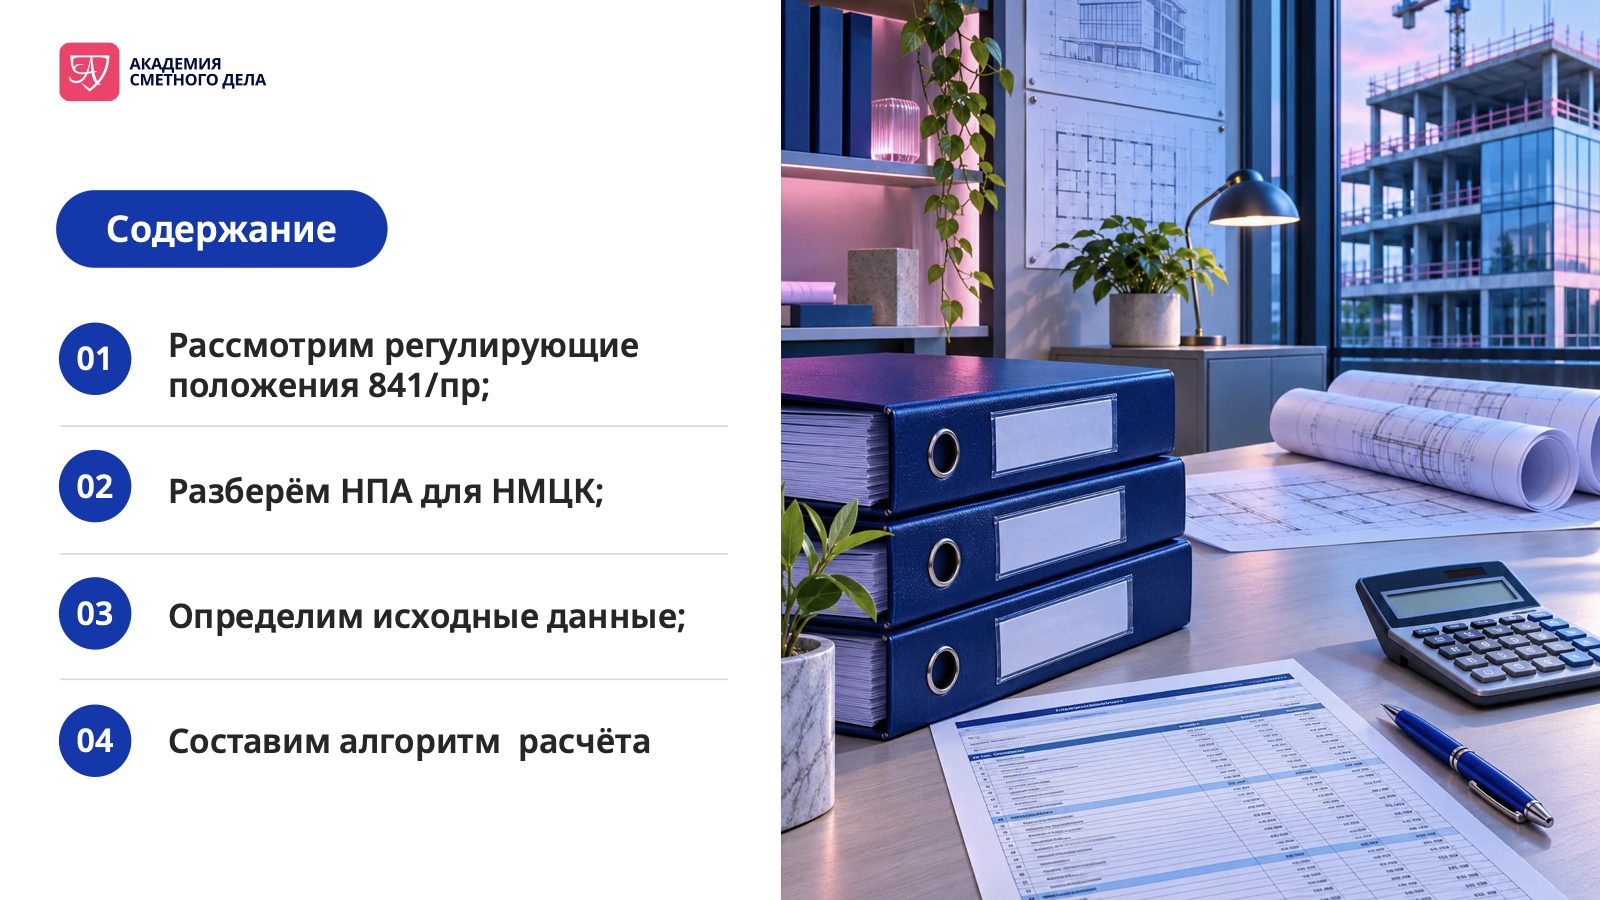 АКАДЕМИЯ
СМЕТНОГО ДЕЛА
Содержание
01
Рассмотрим регулирующие
положения 841/пр;
02
Разберём НПА для НМЦК;
03
Определим исходные данные;
04
Составим алгоритм  расчёта